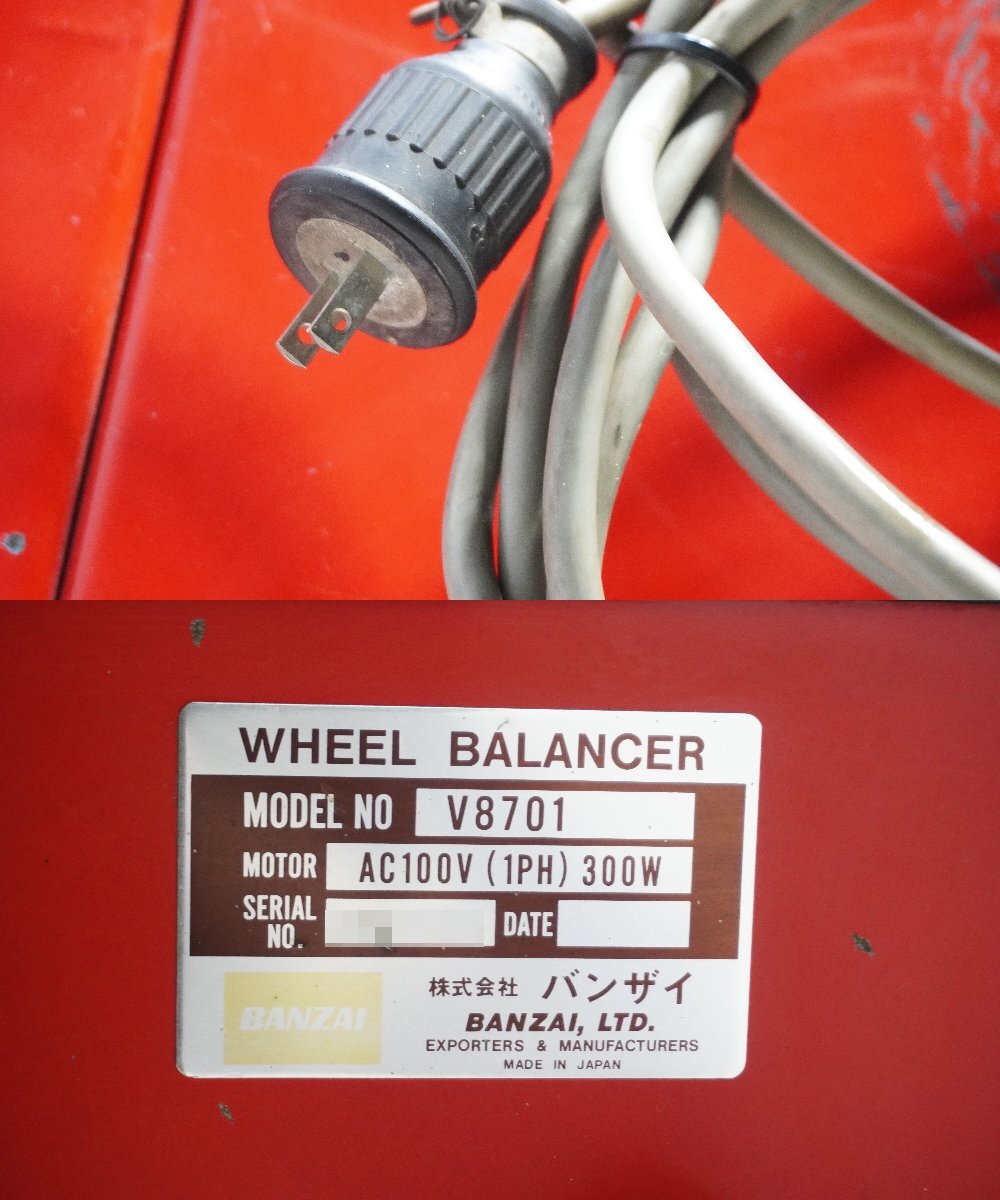 WHEEL BALANCER
MODEL NO V8701
MOTOR AC100V (1PH) 300W
SERIAL NO. DATE
BANZAI
株式会社 バンザイ
BANZAI, LTD.
EXPORTERS & MANUFACTURERS
MADE IN JAPAN